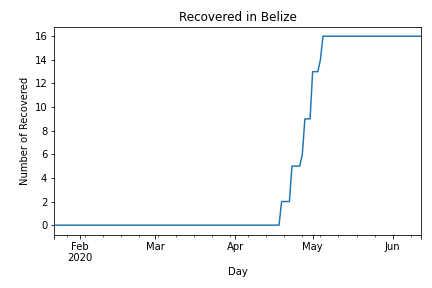 Recovered in Belize
Number of Recovered
16
14
12
10
8
6
4
2
0
Feb
2020
Mar
Apr
May
Jun
Day